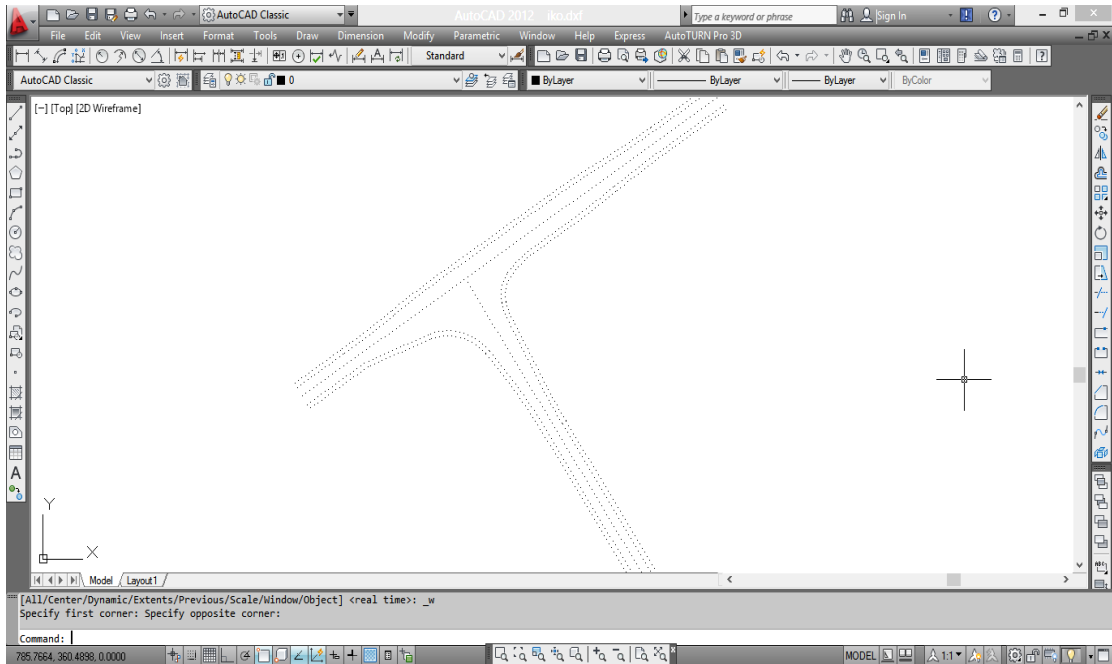 AutoCAD Classic
AutoCAD 2012 iko.dxf
Type a keyword or phrase
Sign In
File Edit View Insert Format Tools Draw Dimension Modify Parametric Window Help Express AutoTURN Pro 3D
Standard
AutoCAD Classic
0
ByLayer
ByLayer
ByLayer
ByColor
[−] [Top] [2D Wireframe]
A
Y
X
Model
Layout1
[All/Center/Dynamic/Extents/Previous/Scale/Window/Object] <real time>: _w
Specify first corner: Specify opposite corner:
Command:
785.7664, 360.4898, 0.0000
MODEL
1:1